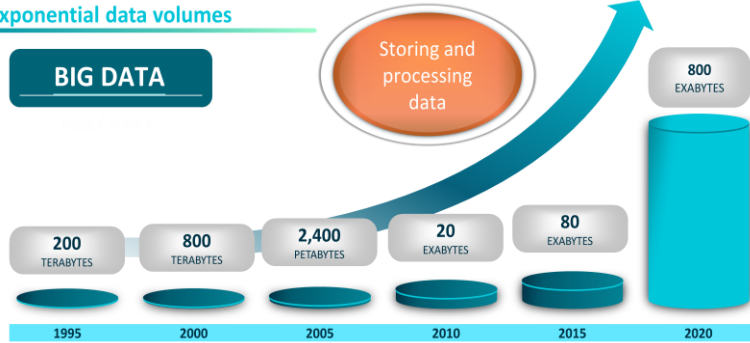 xponential data volumes
BIG DATA
Storing and
processing
data
800
EXABYTES
200
TERABYTES
800
TERABYTES
2,400
PETABYTES
20
EXABYTES
80
EXABYTES
1995
2000
2005
2010
2015
2020